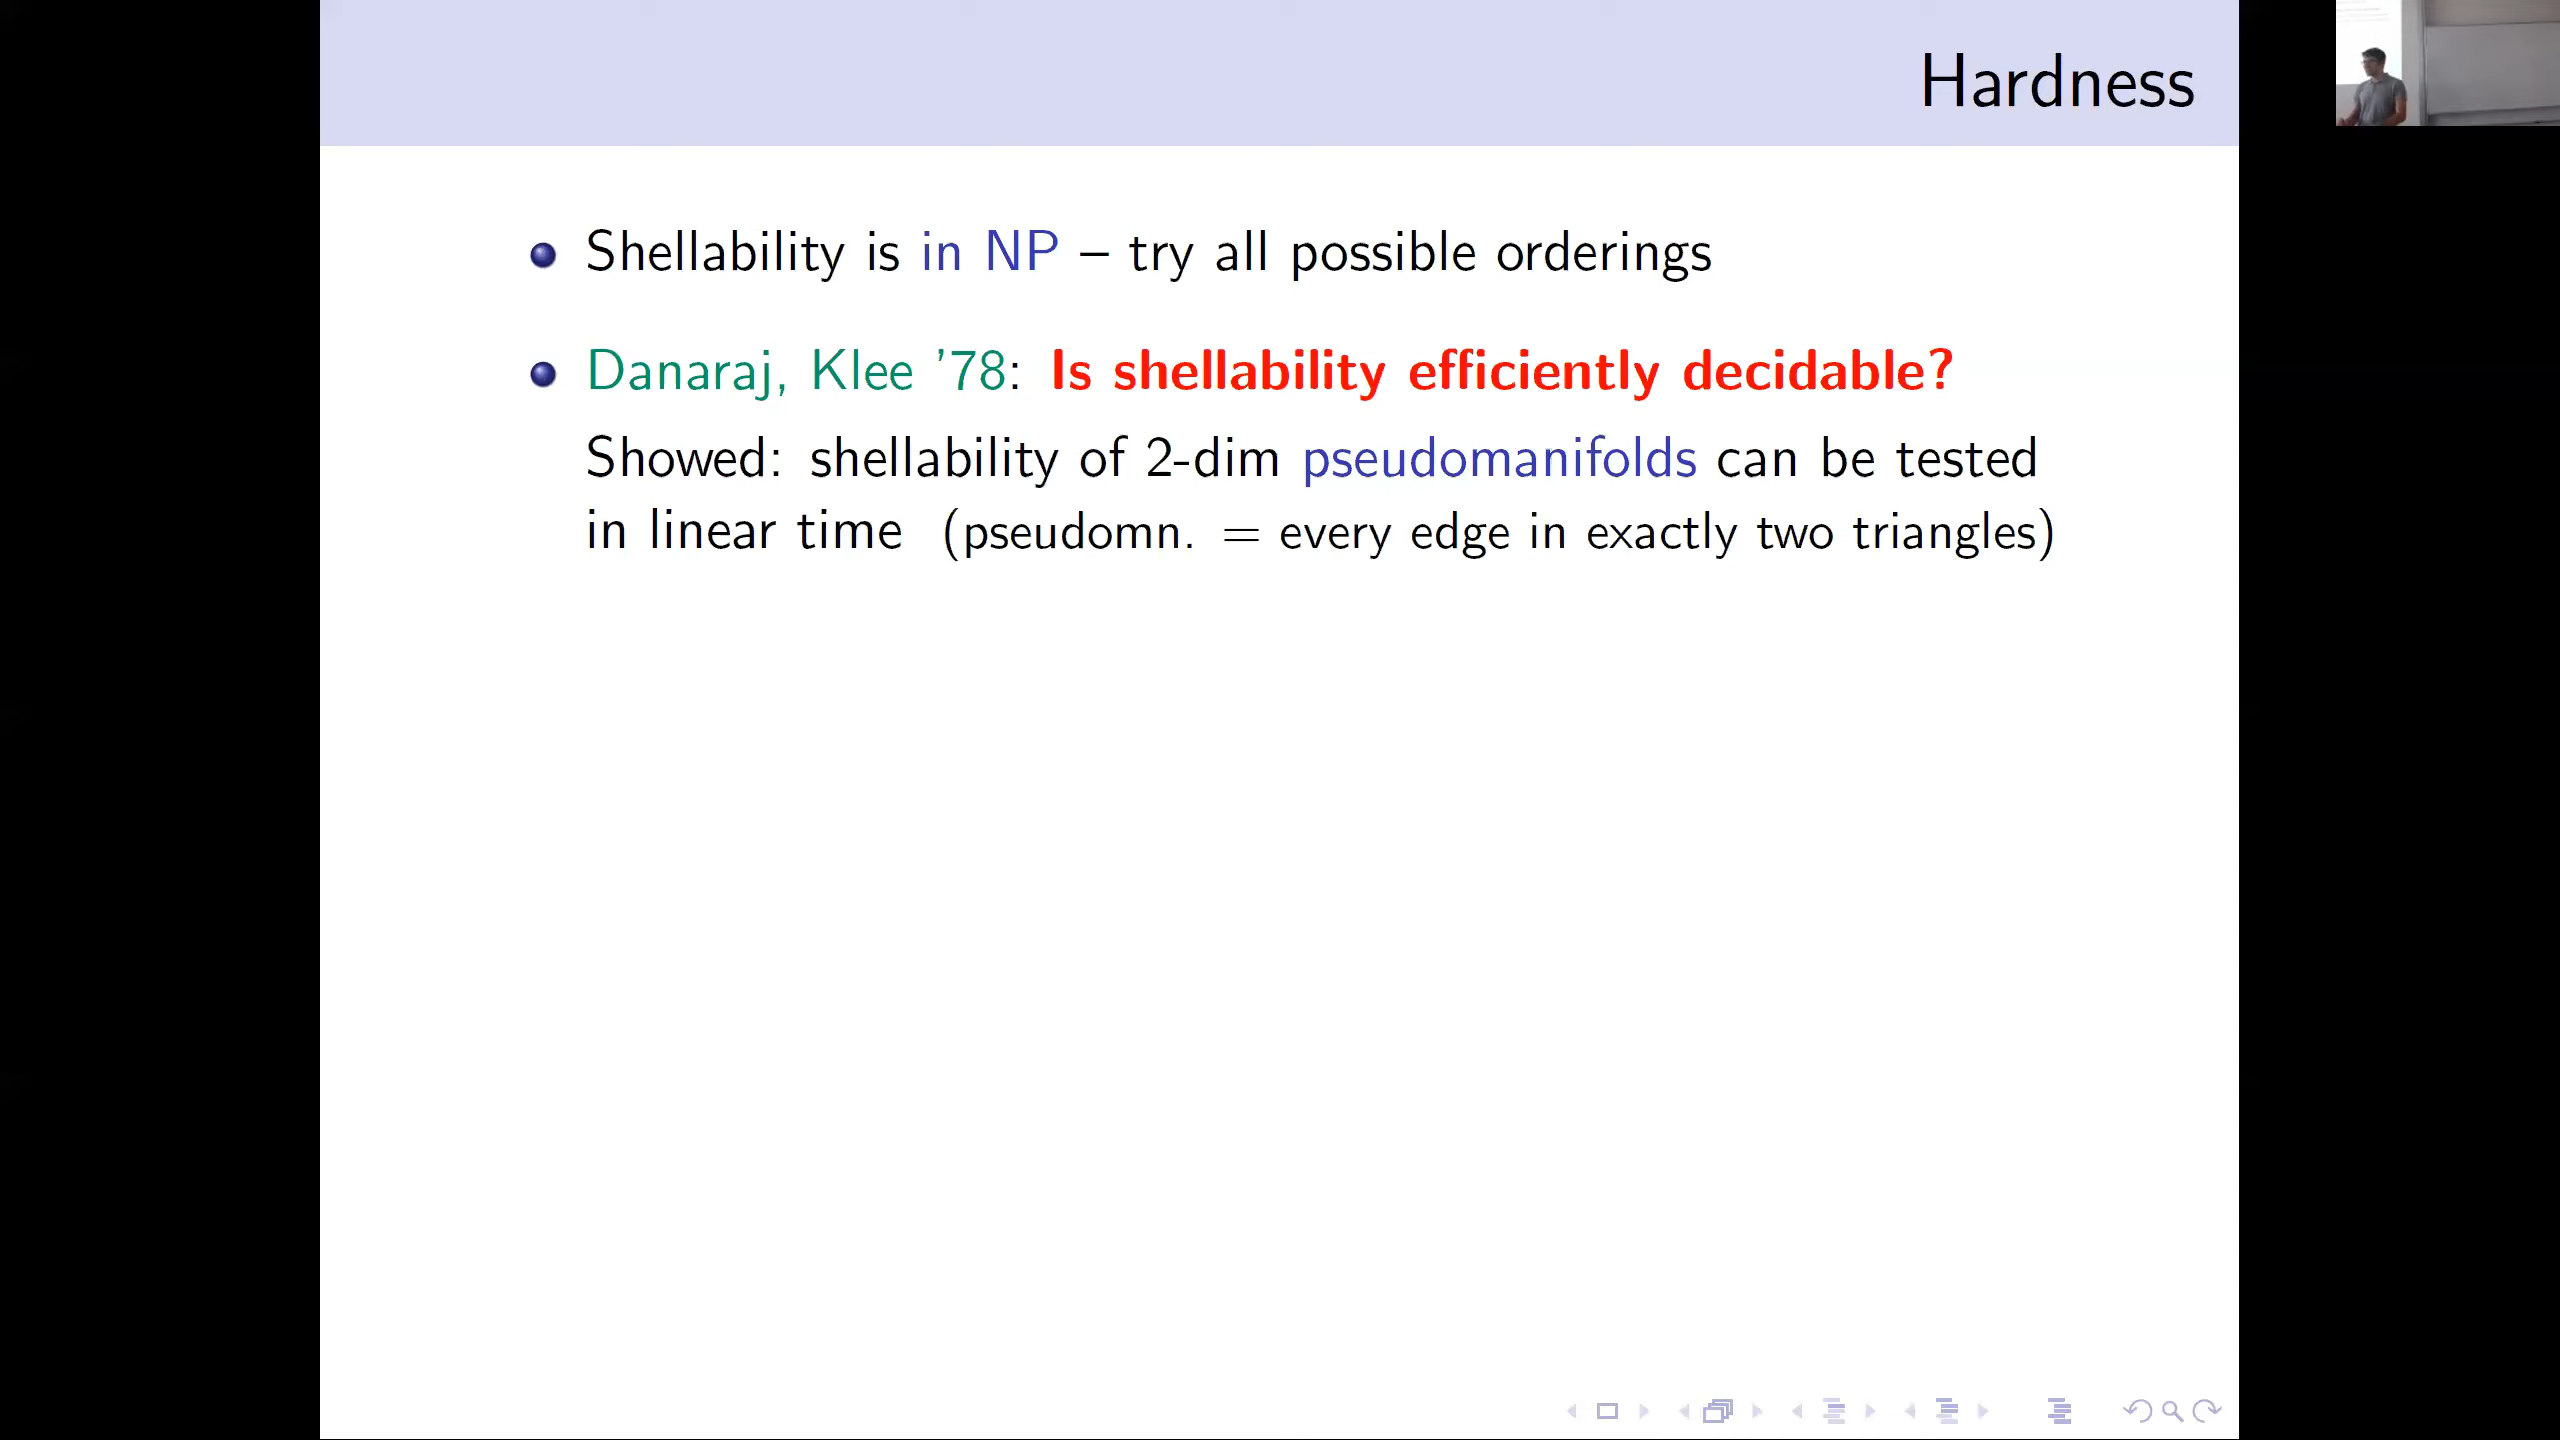 Hardness
Shellability is in NP – try all possible orderings
Danaraj, Klee ’78: Is shellability efficiently decidable?
Showed: shellability of 2-dim pseudomanifolds can be tested
in linear time (pseudomn. = every edge in exactly two triangles)